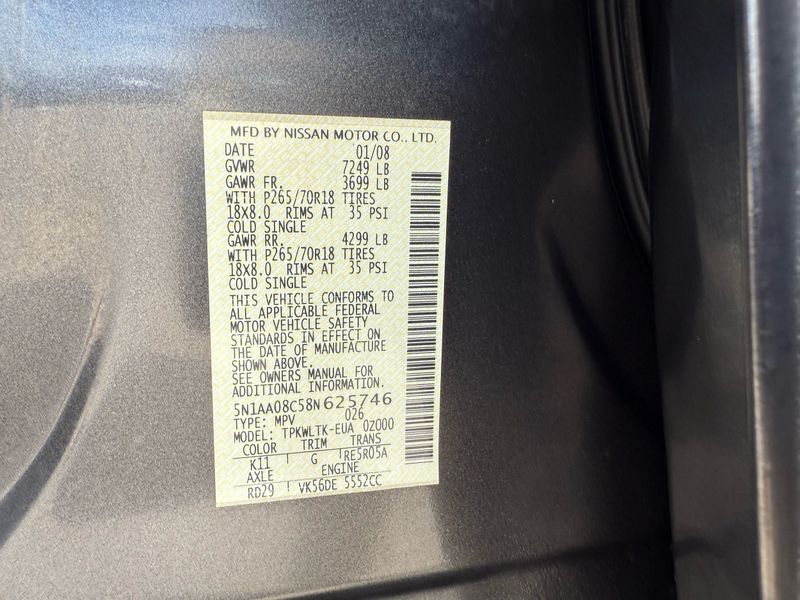 MFD BY NISSAN MOTOR CO., LTD.
DATE 01/08
GVWR 7249 LB
GAWR FR. 3699 LB
WITH P265/70R18 TIRES
18X8.0 RIMS AT 35 PSI
COLD SINGLE
GAWR RR. 4299 LB
WITH P265/70R18 TIRES
18X8.0 RIMS AT 35 PSI
COLD SINGLE
THIS VEHICLE CONFORMS TO
ALL APPLICABLE FEDERAL
MOTOR VEHICLE SAFETY
STANDARDS IN EFFECT ON
THE DATE OF MANUFACTURE
SHOWN ABOVE.
SEE OWNERS MANUAL FOR
ADDITIONAL INFORMATION.
5N1AA08C58N625746
TYPE: MPV 026
MODEL: TPKWLTK-EUA 0Z000
COLOR TRIM TRANS
K11 G RE5R05A
AXLE ENGINE
RD29 VK56DE 5552CC